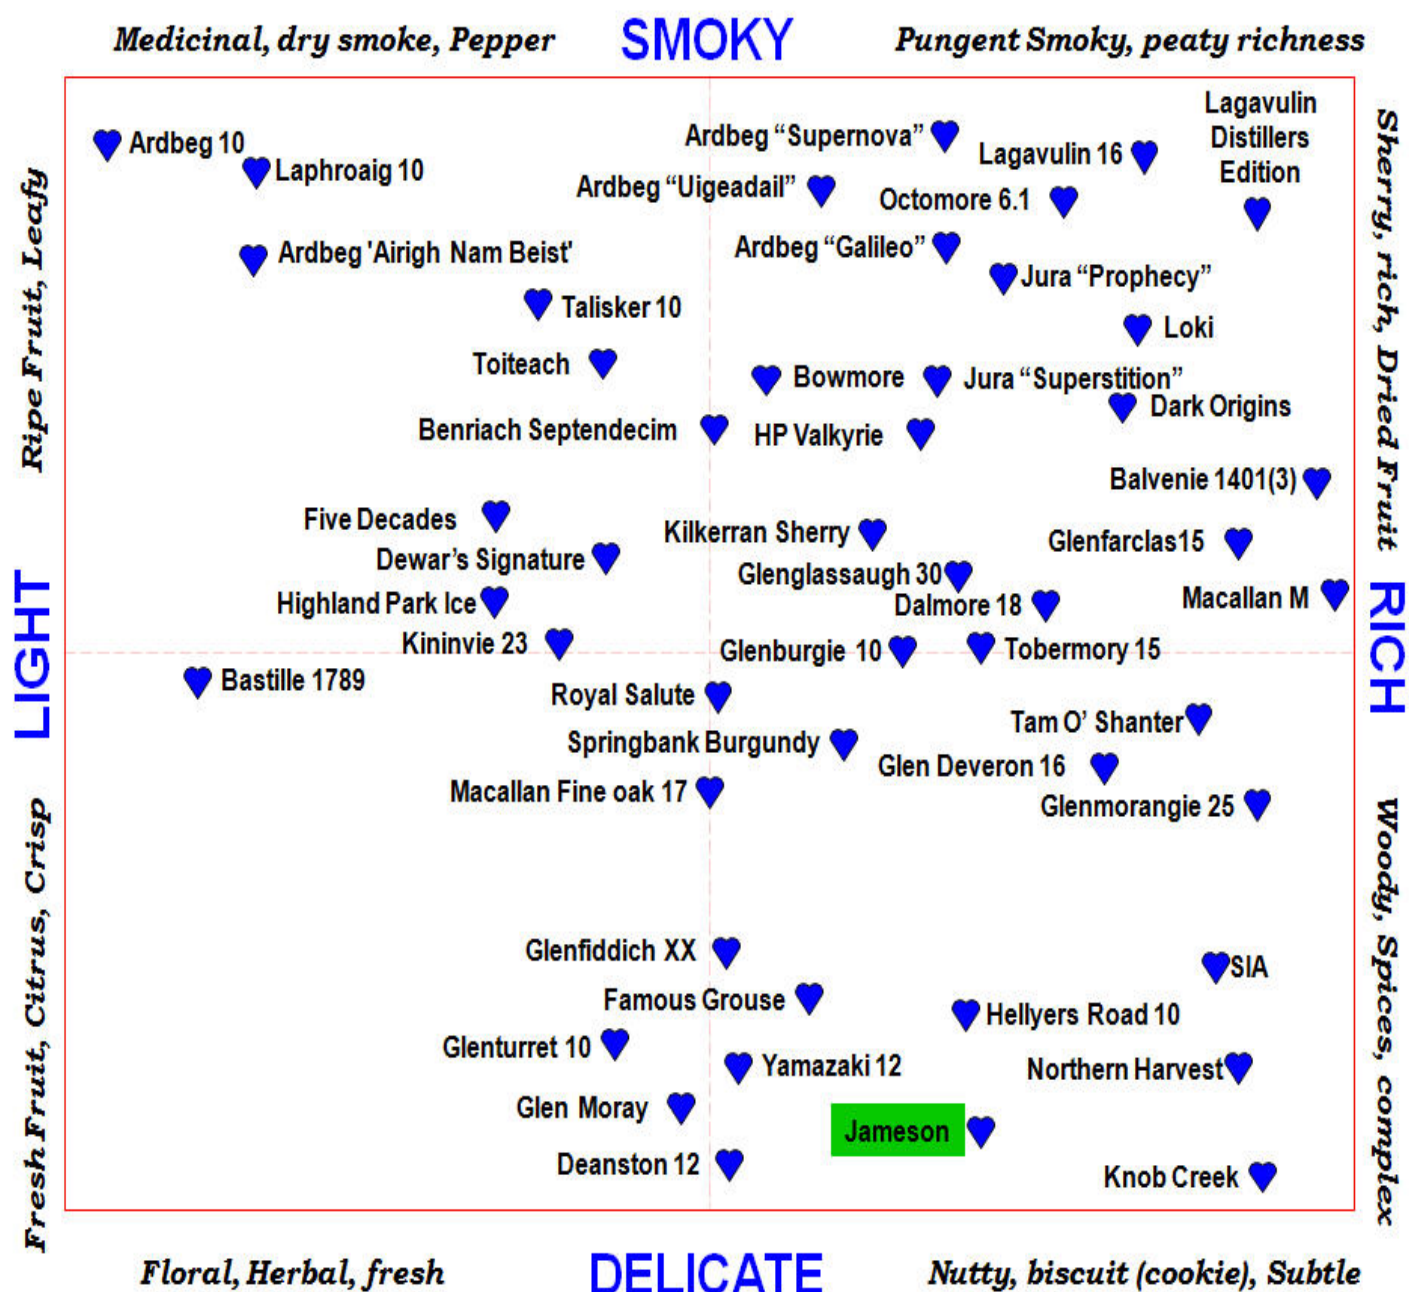 Medicinal, dry smoke, Pepper
SMOKY
Pungent Smoky, peaty richness
Ripe Fruit, Leafy
LIGHT
Fresh Fruit, Citrus, Crisp
Sherry, rich, Dried Fruit
RICH
Woody, Spices, complex
Lagavulin
Distillers
Edition
Ardbeg 10
Ardbeg “Supernova”
Lagavulin 16
Laphroaig 10
Ardbeg “Uigeadail”
Octomore 6.1
Ardbeg 'Airigh Nam Beist'
Ardbeg “Galileo”
Jura “Prophecy”
Talisker 10
Loki
Toiteach
Bowmore
Jura “Superstition”
Dark Origins
Benriach Septendecim
HP Valkyrie
Balvenie 1401(3)
Five Decades
Kilkerran Sherry
Glenfarclas15
Dewar’s Signature
Glenglassaugh 30
Highland Park Ice
Dalmore 18
Macallan M
Kininvie 23
Glenburgie 10
Tobermory 15
Bastille 1789
Royal Salute
Tam O’ Shanter
Springbank Burgundy
Glen Deveron 16
Macallan Fine oak 17
Glenmorangie 25
Glenfiddich XX
SIA
Famous Grouse
Hellyers Road 10
Glenturret 10
Yamazaki 12
Northern Harvest
Glen Moray
Jameson
Deanston 12
Knob Creek
Floral, Herbal, fresh
DELICATE
Nutty, biscuit (cookie), Subtle